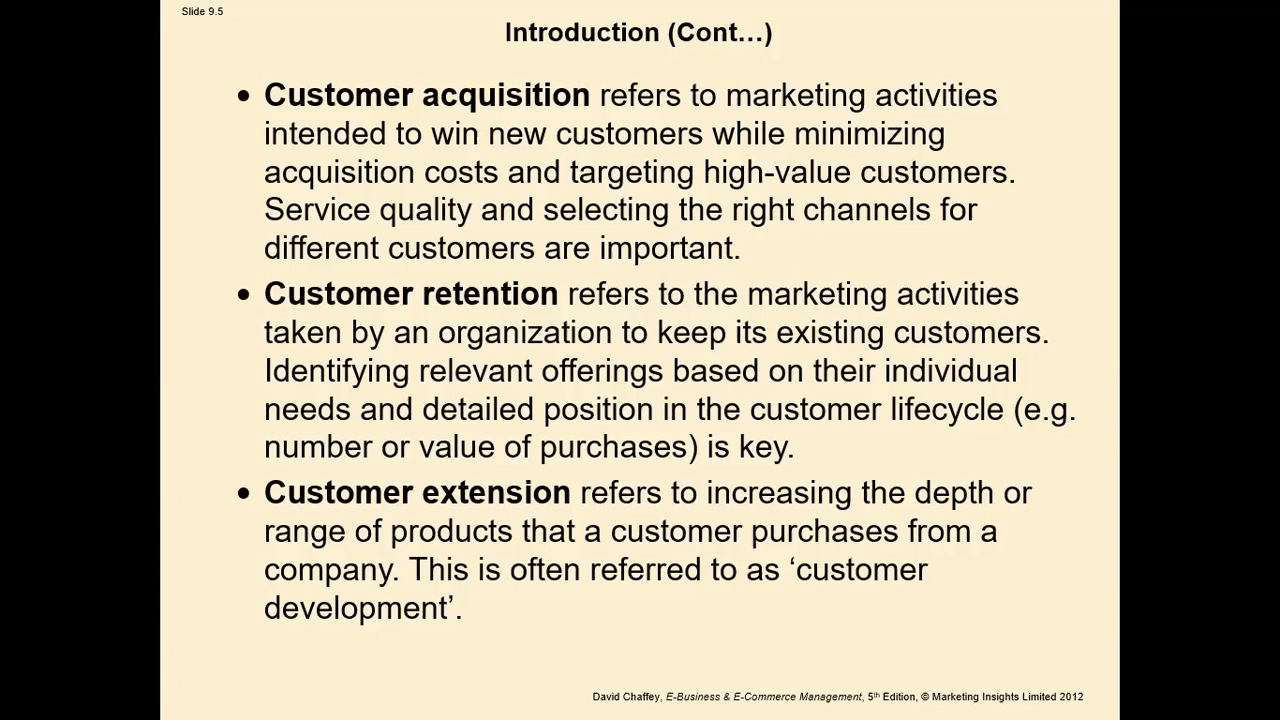 Slide 9.5
Introduction (Cont…)
• Customer acquisition refers to marketing activities
intended to win new customers while minimizing
acquisition costs and targeting high-value customers.
Service quality and selecting the right channels for
different customers are important.
• Customer retention refers to the marketing activities
taken by an organization to keep its existing customers.
Identifying relevant offerings based on their individual
needs and detailed position in the customer lifecycle (e.g.
number or value of purchases) is key.
• Customer extension refers to increasing the depth or
range of products that a customer purchases from a
company. This is often referred to as ‘customer
development’.
David Chaffey, E-Business & E-Commerce Management, 5th Edition, © Marketing Insights Limited 2012